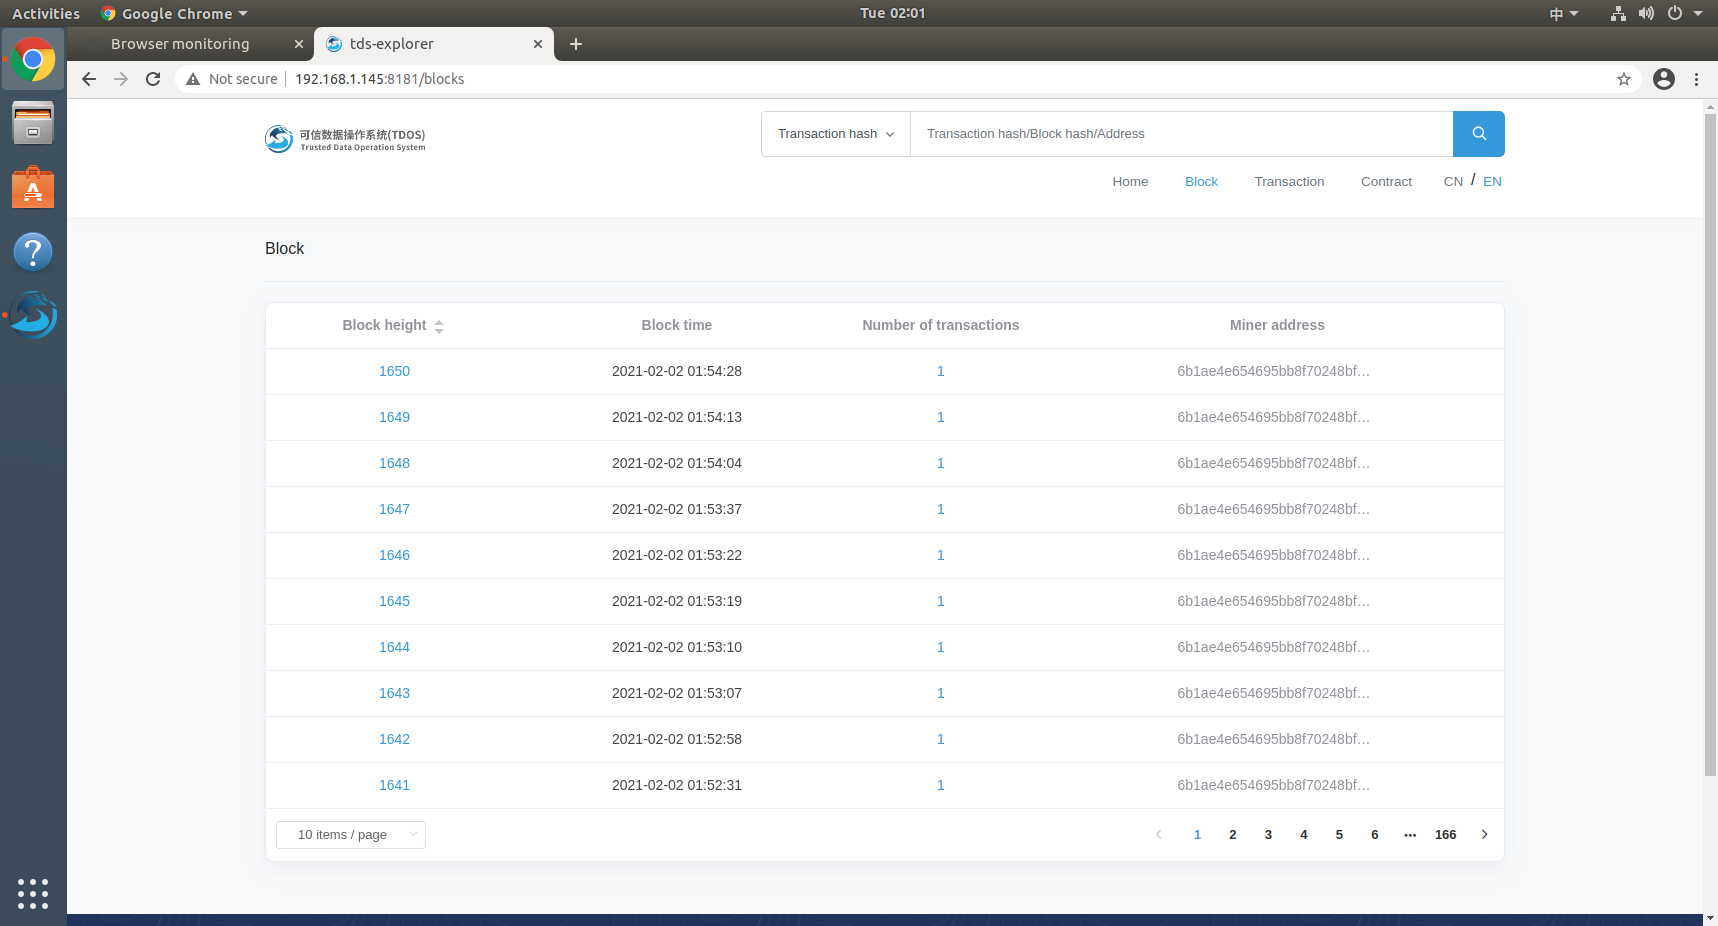 Activities Google Chrome Tue 02:01 中
Browser monitoring tds-explorer
Not secure 192.168.1.145:8181/blocks
可信数据操作系统(TDOS)
Trusted Data Operation System
Transaction hash Transaction hash/Block hash/Address
Home Block Transaction Contract CN / EN
Block
Block height Block time Number of transactions Miner address
1650 2021-02-02 01:54:28 1 6b1ae4e654695bb8f70248bf...
1649 2021-02-02 01:54:13 1 6b1ae4e654695bb8f70248bf...
1648 2021-02-02 01:54:04 1 6b1ae4e654695bb8f70248bf...
1647 2021-02-02 01:53:37 1 6b1ae4e654695bb8f70248bf...
1646 2021-02-02 01:53:22 1 6b1ae4e654695bb8f70248bf...
1645 2021-02-02 01:53:19 1 6b1ae4e654695bb8f70248bf...
1644 2021-02-02 01:53:10 1 6b1ae4e654695bb8f70248bf...
1643 2021-02-02 01:53:07 1 6b1ae4e654695bb8f70248bf...
1642 2021-02-02 01:52:58 1 6b1ae4e654695bb8f70248bf...
1641 2021-02-02 01:52:31 1 6b1ae4e654695bb8f70248bf...
10 items / page 1 2 3 4 5 6 ••• 166